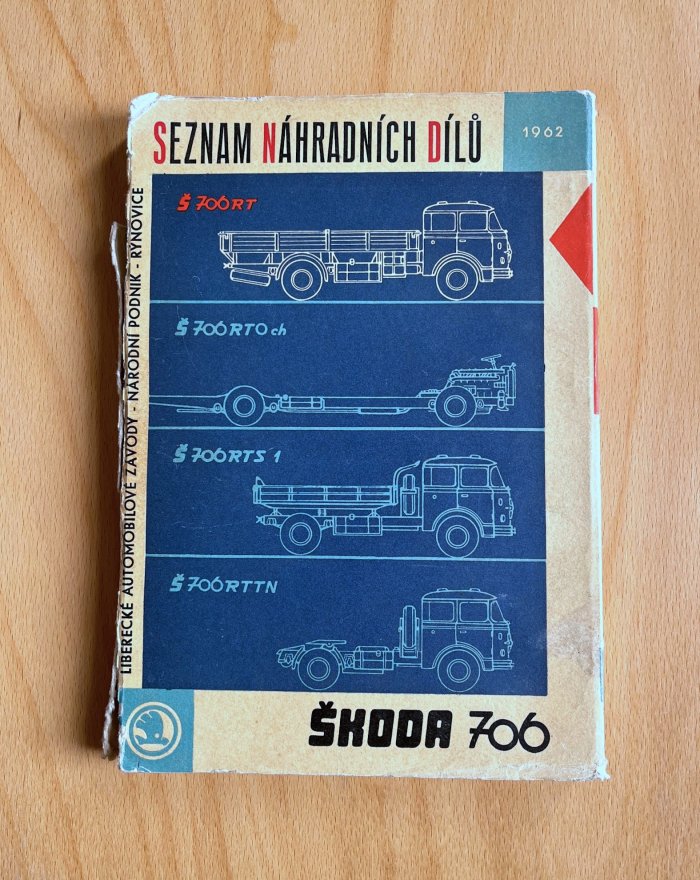 SEZNAM NÁHRADNÍCH DÍLŮ
1962
Š 706 RT
Š 706 RTO ch
Š 706 RTS 1
Š 706 RTTN
LIBERECKÉ AUTOMOBILOVÉ ZÁVODY - NÁRODNÍ PODNIK - RÝNOVICE
ŠKODA 706